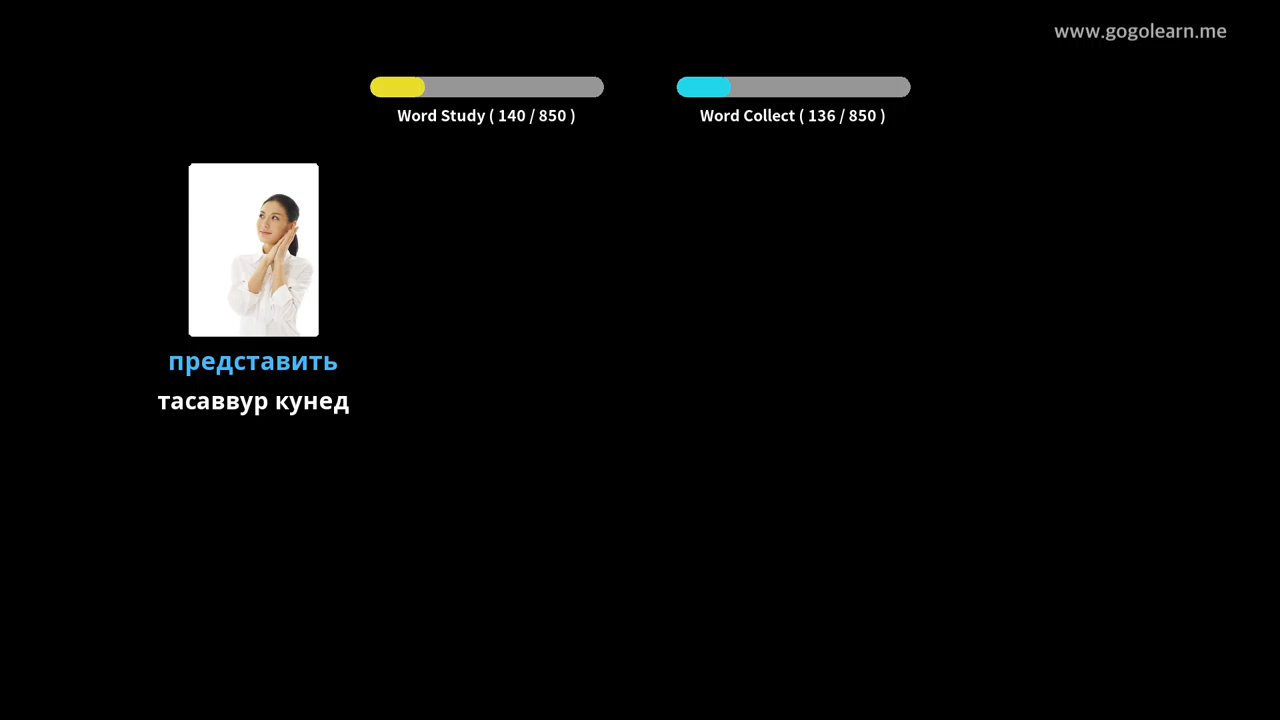 www.gogolearn.me
Word Study ( 140 / 850 )
Word Collect ( 136 / 850 )
представить
тасаввур кунед